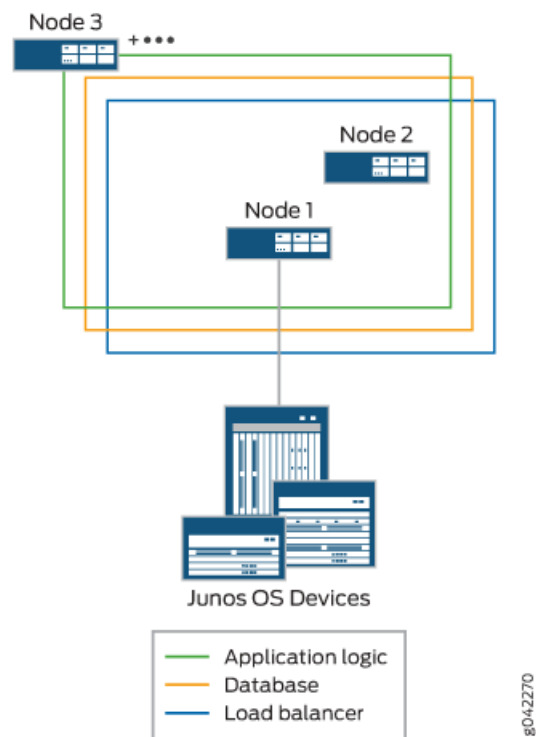 Node 3
+•••
Node 2
Node 1
Junos OS Devices
Application logic
Database
Load balancer
g042270